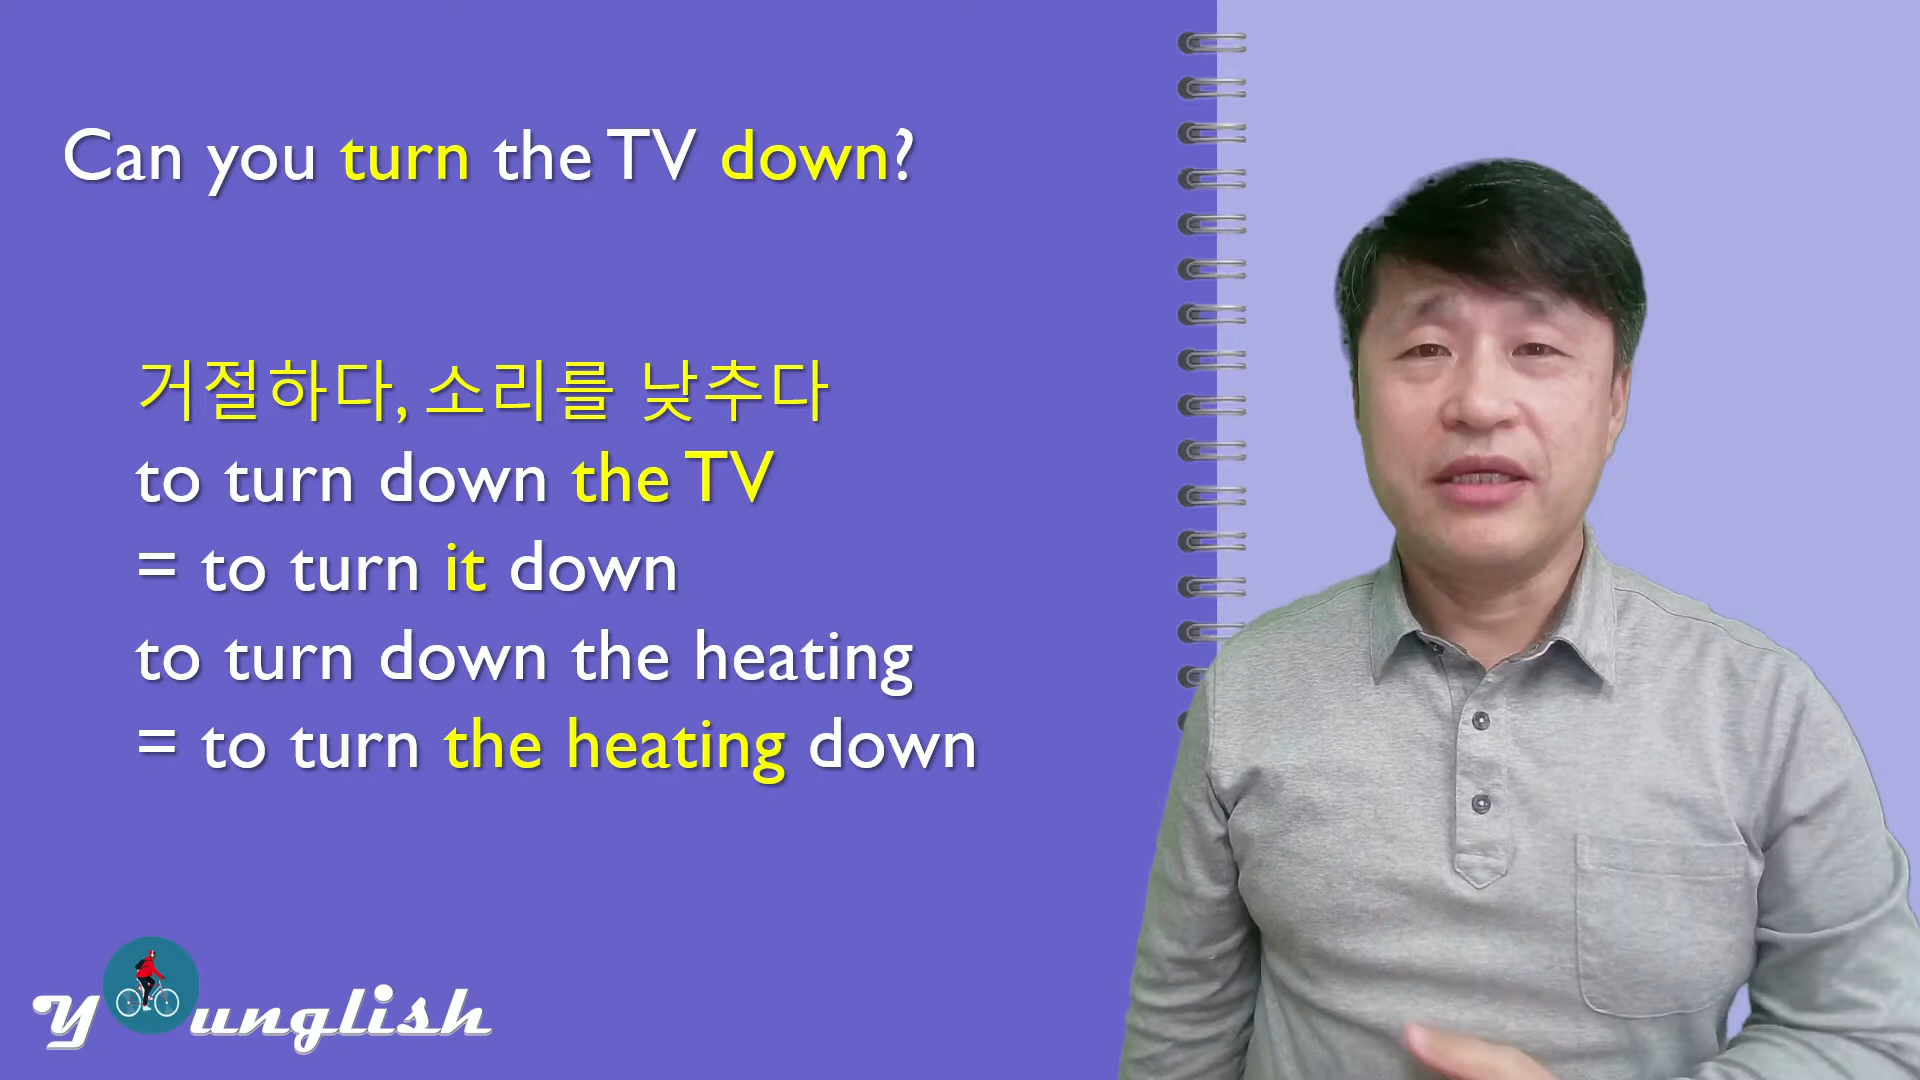 Can you turn the TV down?
거절하다, 소리를 낮추다
to turn down the TV
= to turn it down
to turn down the heating
= to turn the heating down
Younglish